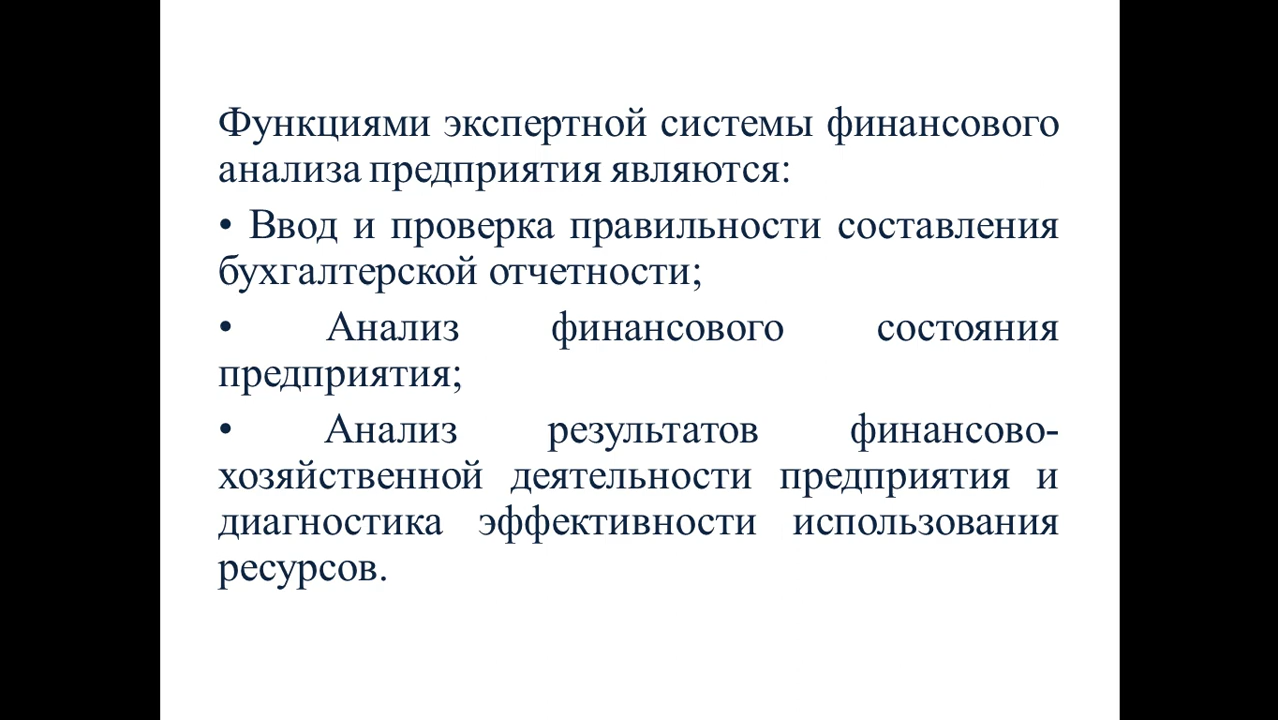 Функциями экспертной системы финансового
анализа предприятия являются:
• Ввод и проверка правильности составления
бухгалтерской отчетности;
• Анализ финансового состояния
предприятия;
• Анализ результатов финансово-
хозяйственной деятельности предприятия и
диагностика эффективности использования
ресурсов.